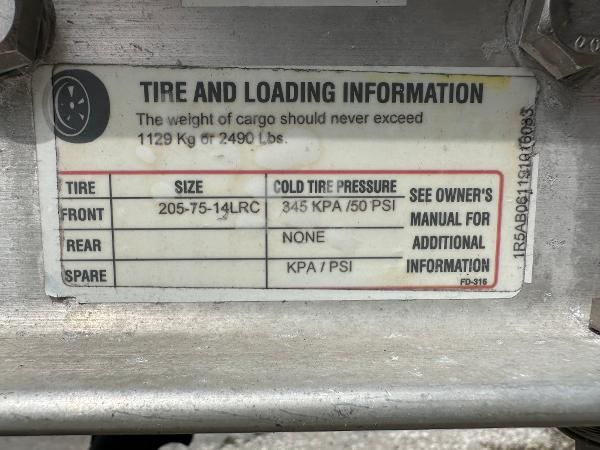 TIRE AND LOADING INFORMATION
The weight of cargo should never exceed
1129 Kg or 2490 Lbs.
TIRE SIZE COLD TIRE PRESSURE
FRONT 205-75-14LRC 345 KPA /50 PSI
REAR NONE
SPARE KPA / PSI
SEE OWNER'S
MANUAL FOR
ADDITIONAL
INFORMATION
FD-316